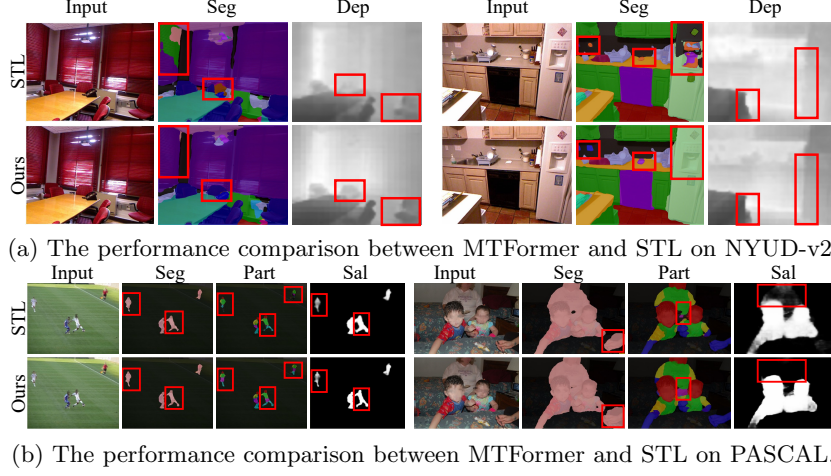 Input Seg Dep Input Seg Dep
STL
Ours
(a) The performance comparison between MTFormer and STL on NYUD-v2
Input Seg Part Sal Input Seg Part Sal
STL
Ours
(b) The performance comparison between MTFormer and STL on PASCAL.